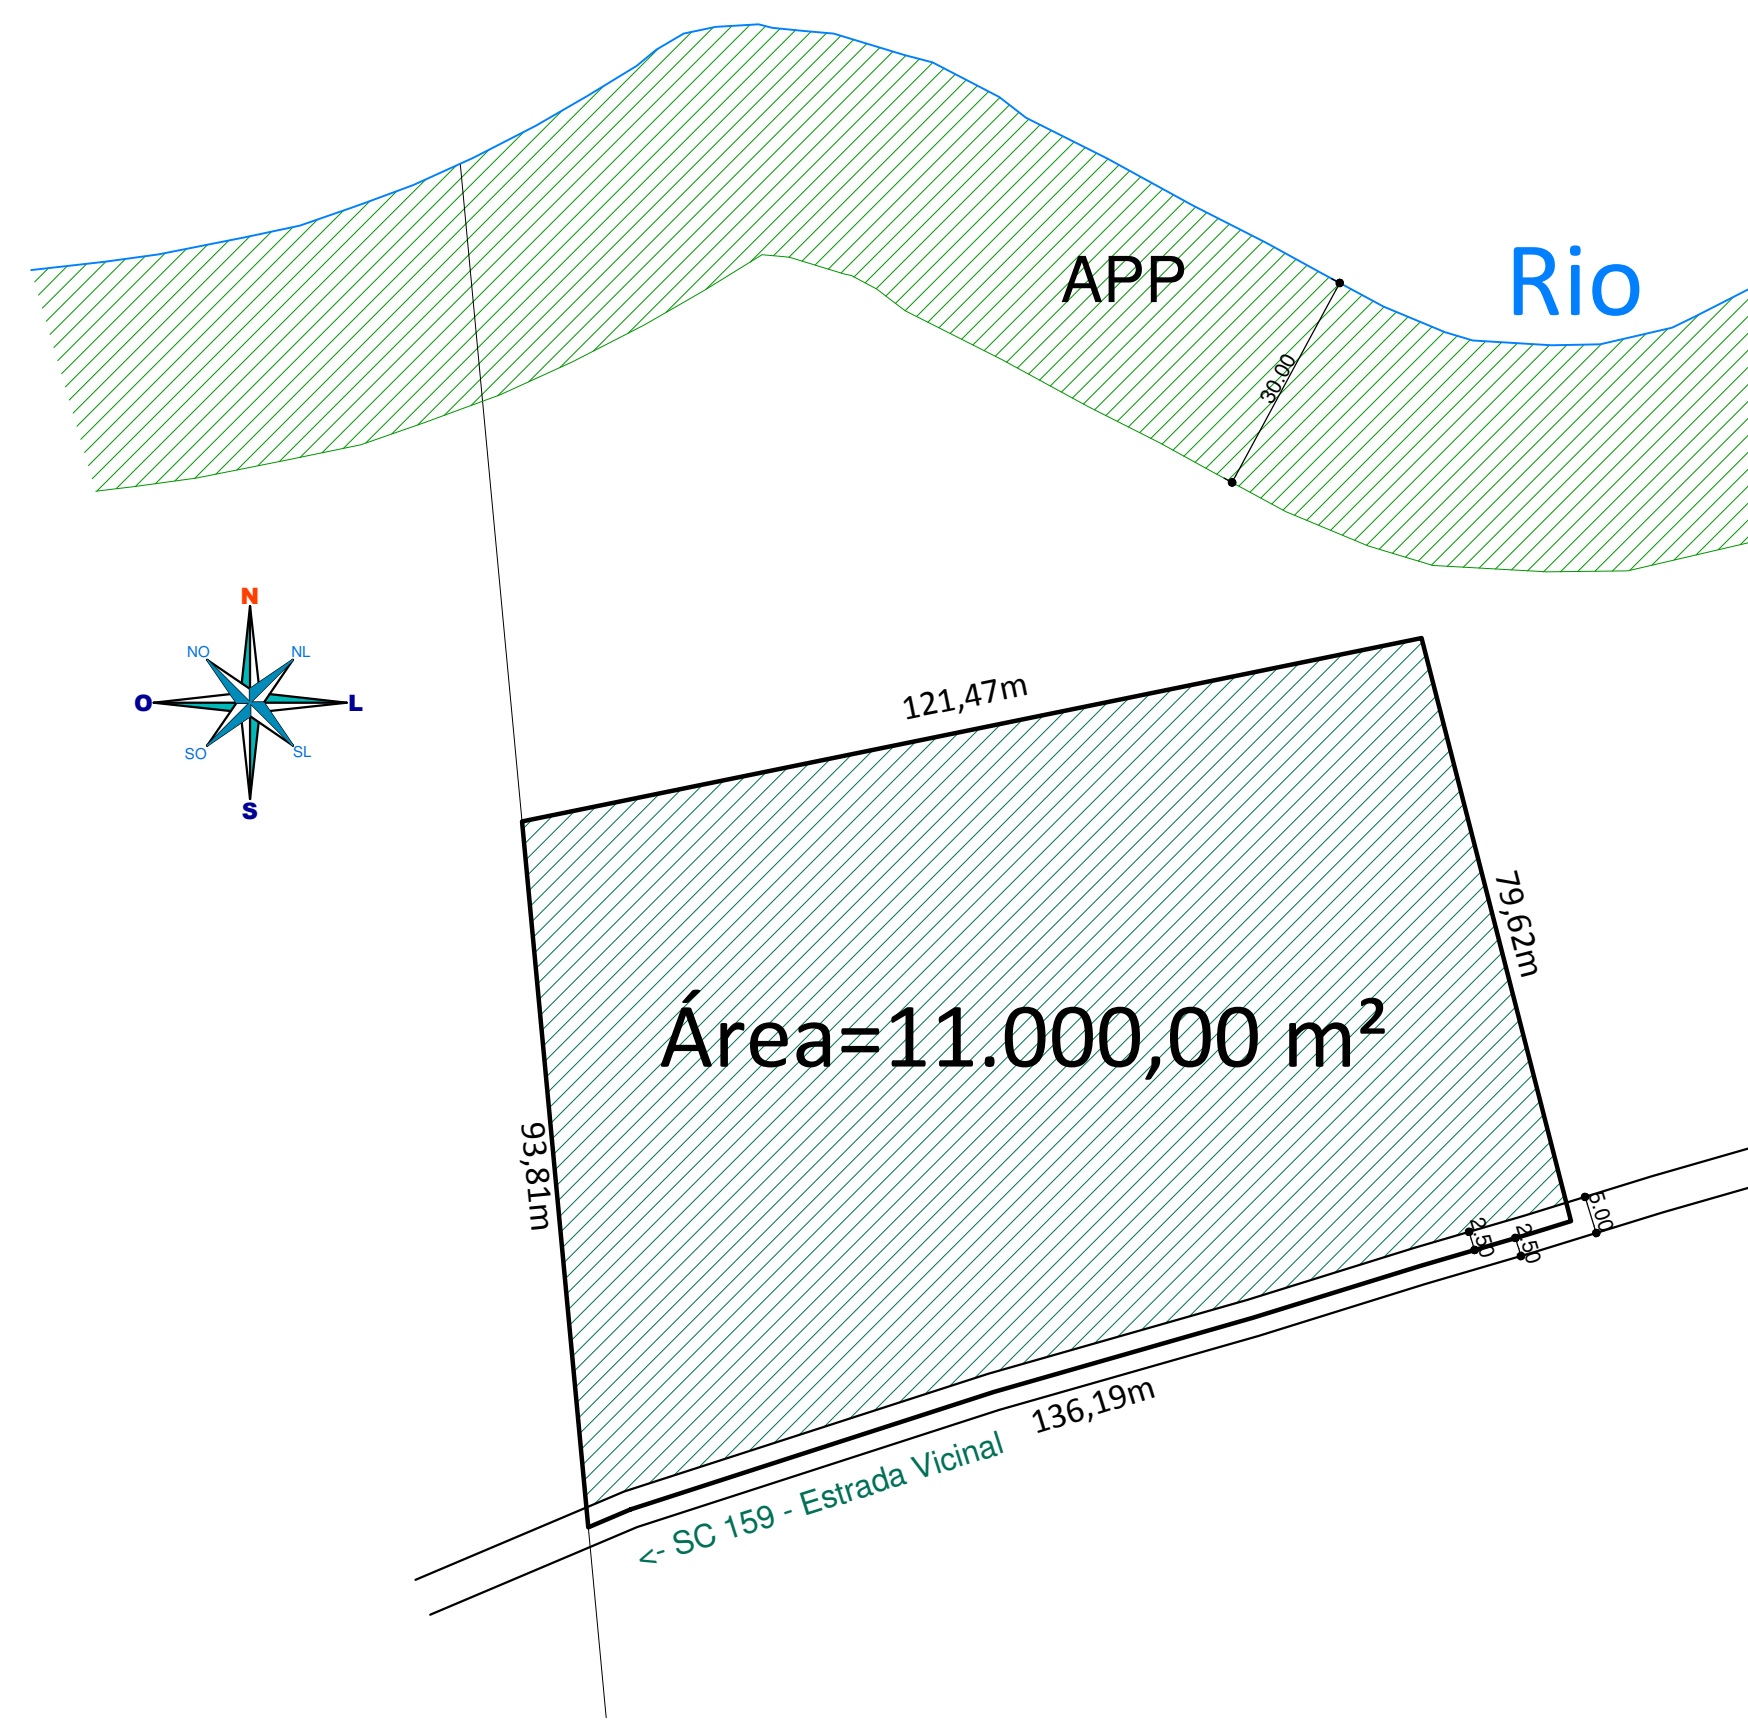 APP
Rio
30.00
N
NO
NL
O
L
SO
SL
S
121,47m
79,62m
Área=11.000,00 m²
93,81m
5.00
2.50
2.50
136,19m
<- SC 159 - Estrada Vicinal